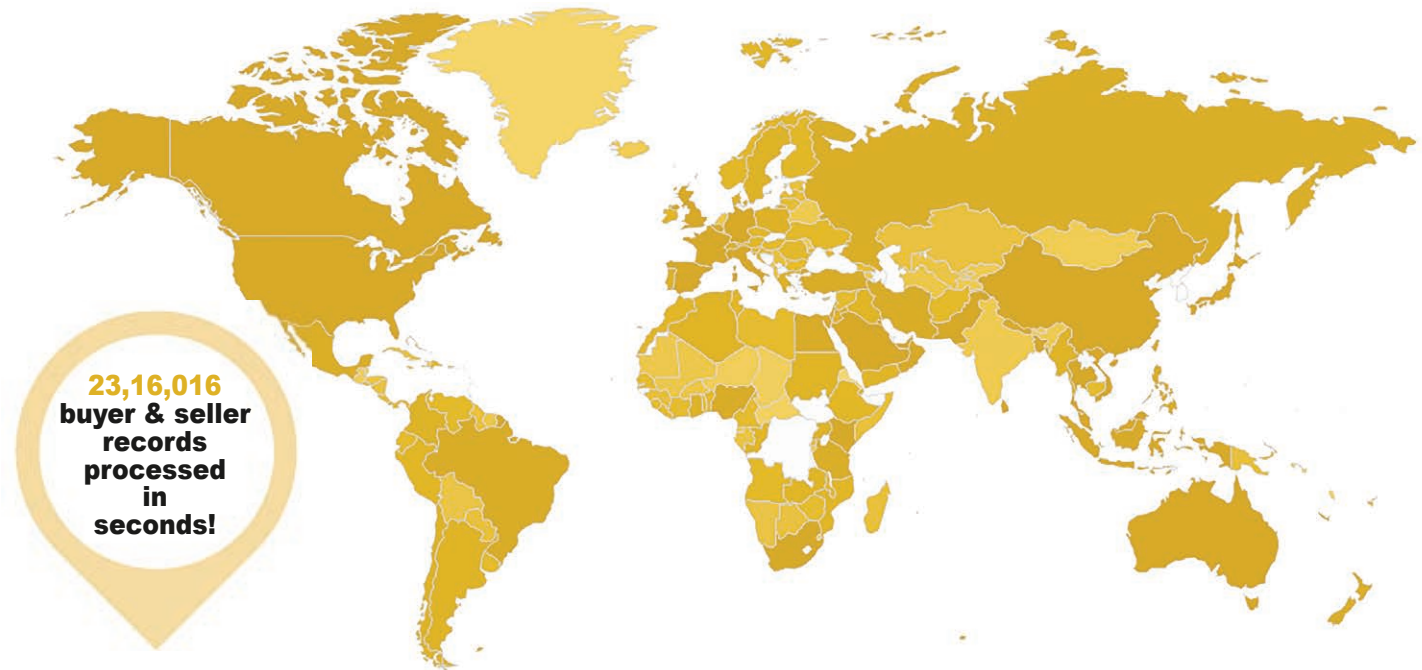 23,16,016
buyer & seller
records
processed
in
seconds!